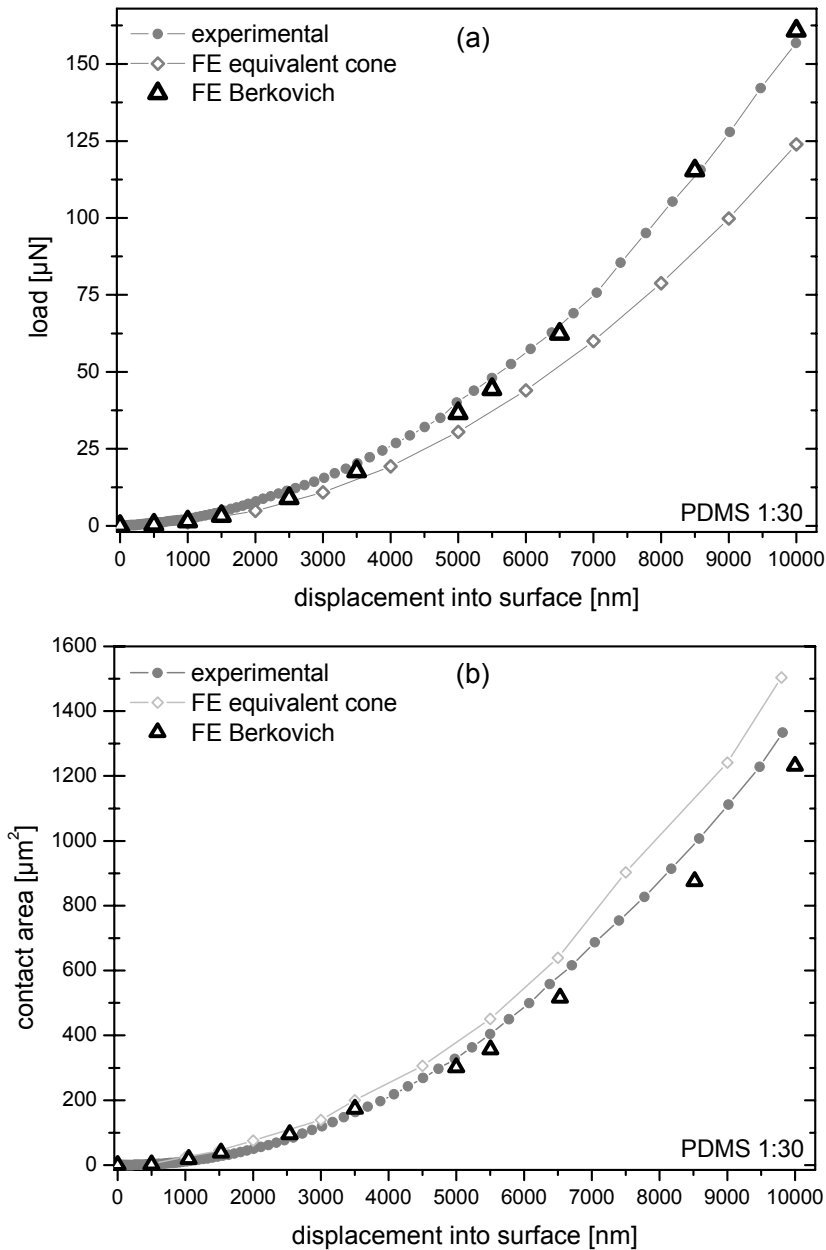 (a)
experimental
FE equivalent cone
FE Berkovich
150
125
100
75
50
25
0
load [µN]
PDMS 1:30
0 1000 2000 3000 4000 5000 6000 7000 8000 9000 10000
displacement into surface [nm]
(b)
experimental
FE equivalent cone
FE Berkovich
1600
1400
1200
1000
800
600
400
200
0
contact area [µm²]
PDMS 1:30
0 1000 2000 3000 4000 5000 6000 7000 8000 9000 10000
displacement into surface [nm]